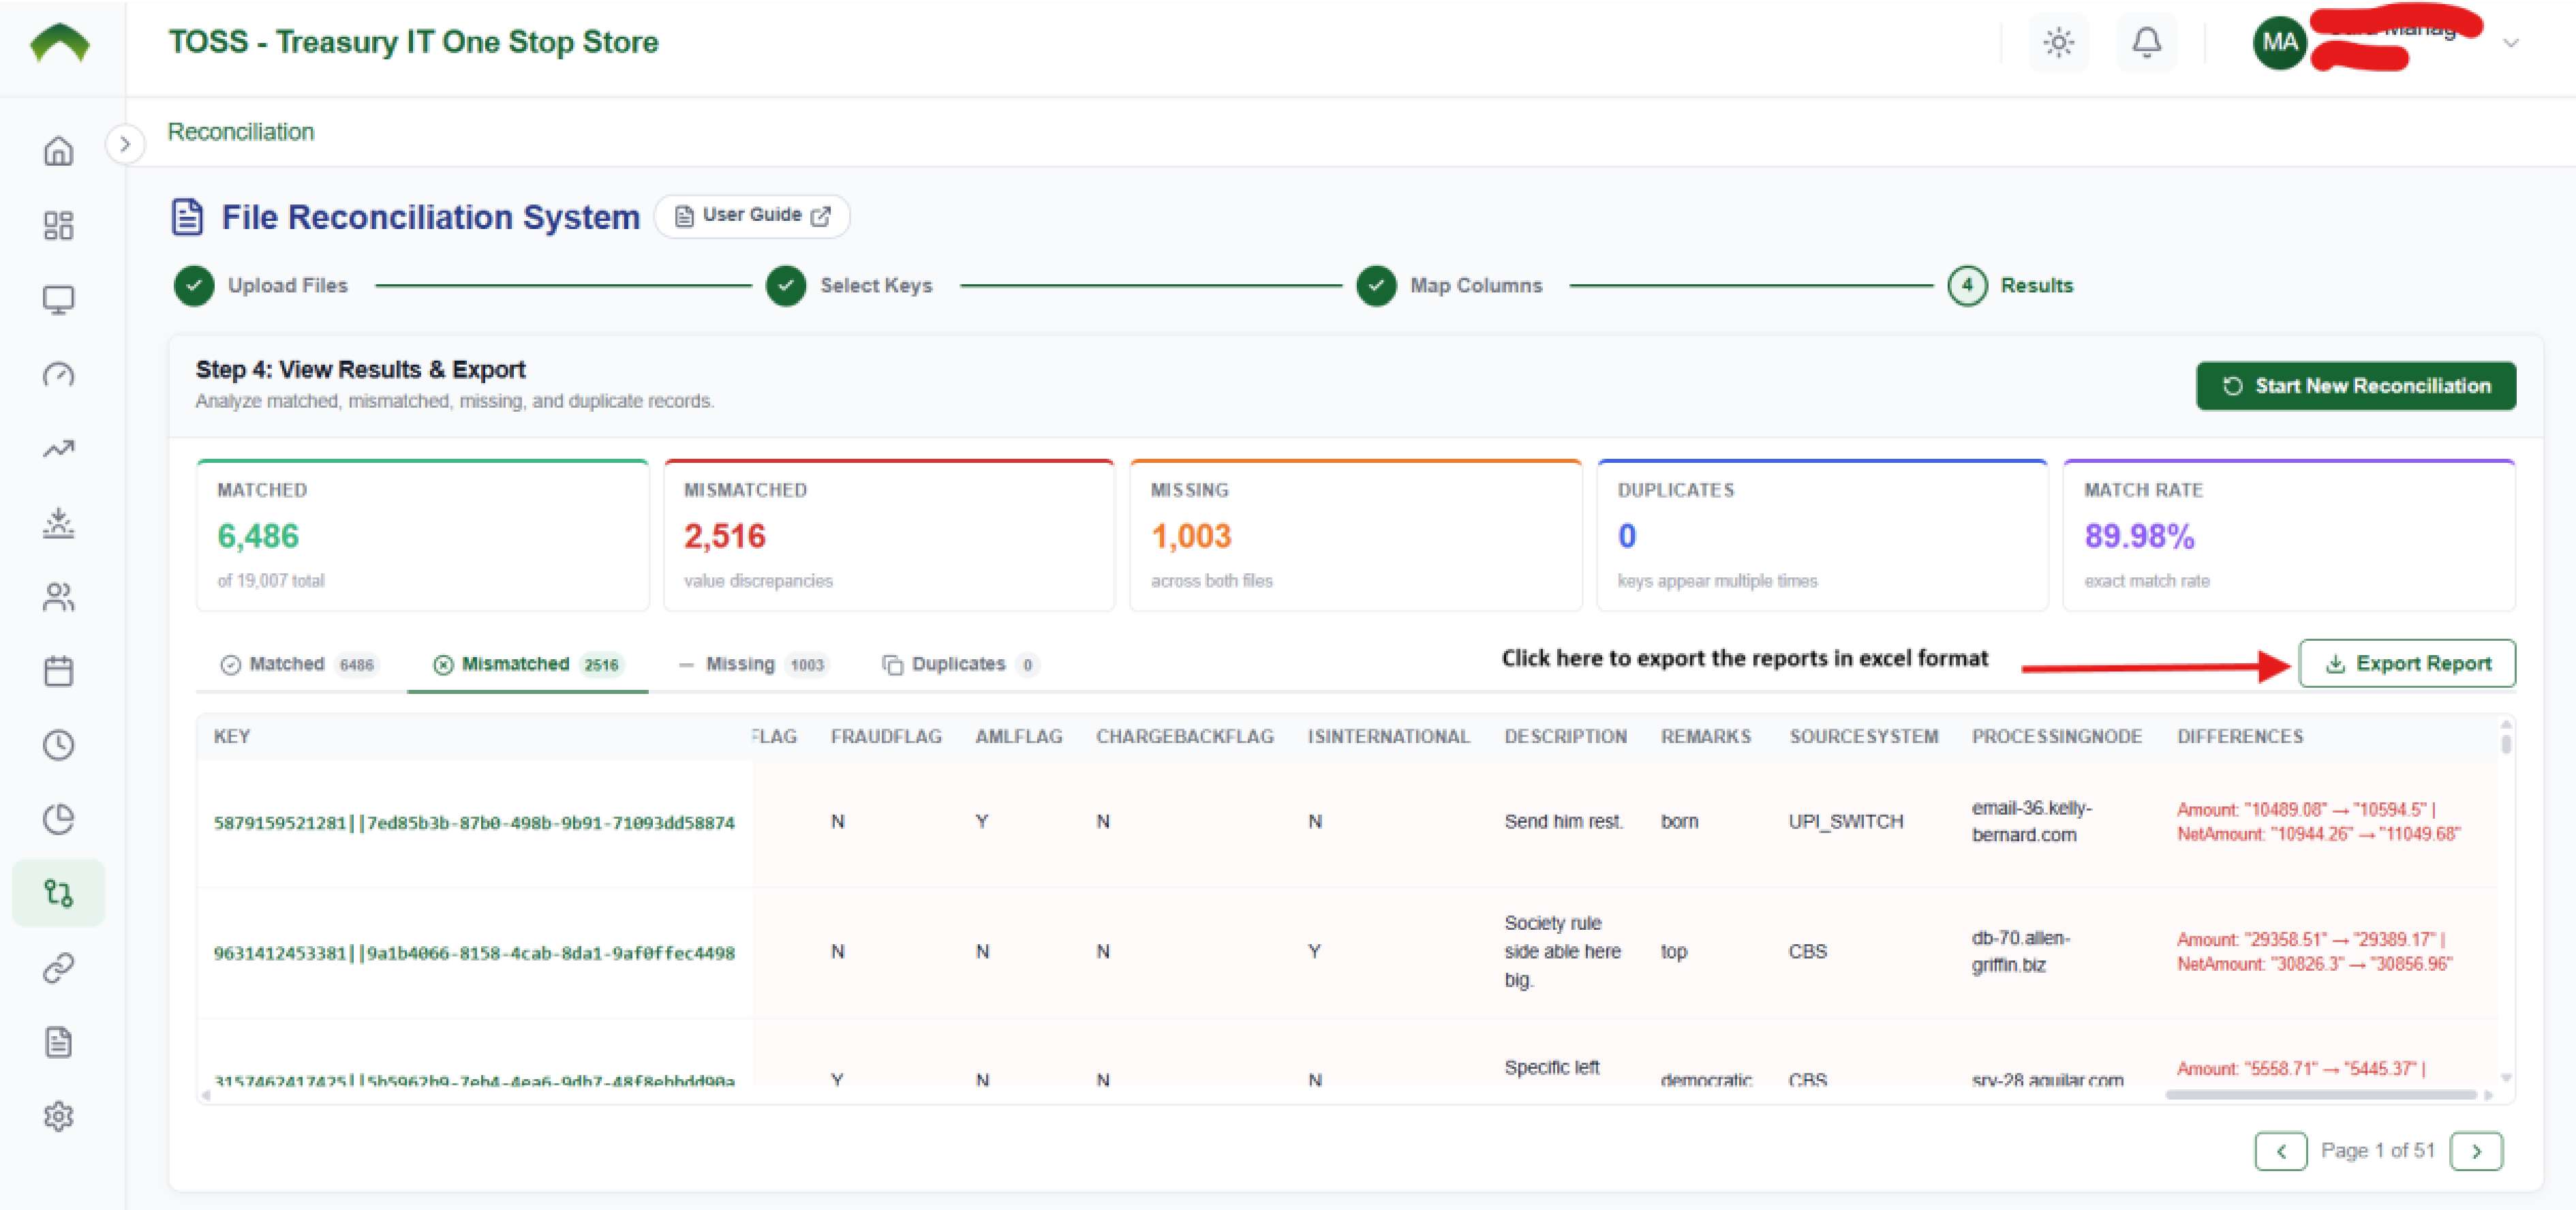 TOSS - Treasury IT One Stop Store
MA
Reconciliation
File Reconciliation System
User Guide
Upload Files
Select Keys
Map Columns
4 Results
Step 4: View Results & Export
Analyze matched, mismatched, missing, and duplicate records.
Start New Reconciliation
MATCHED
6,486
of 19,007 total
MISMATCHED
2,516
value discrepancies
MISSING
1,003
across both files
DUPLICATES
0
keys appear multiple times
MATCH RATE
89.98%
exact match rate
Matched 6486
Mismatched 2516
Missing 1003
Duplicates 0
Click here to export the reports in excel format
Export Report
KEY FLAG FRAUDFLAG AMLFLAG CHARGEBACKFLAG ISINTERNATIONAL DESCRIPTION REMARKS SOURCESYSTEM PROCESSINGNODE DIFFERENCES
5879159521281||7ed85b3b-87b0-498b-9b91-71093dd58874
N
Y
N
N
Send him rest.
born
UPI_SWITCH
email-36.kelly-
bernard.com
Amount: "10489.08" → "10594.5" |
NetAmount: "10944.26" → "11049.68"
9631412453381||9a1b4066-8158-4cab-8da1-9af0ffec4498
N
N
N
Y
Society rule
side able here
big.
top
CBS
db-70.allen-
griffin.biz
Amount: "29358.51" → "29389.17" |
NetAmount: "30826.3" → "30856.96"
3157462417425||5b5962b9-7eb4-4ea6-9db7-48f8ebbdd90a
Y
N
N
N
Specific left
democratic
CBS
srv-28.aguilar.com
Amount: "5558.71" → "5445.37" |
Page 1 of 51